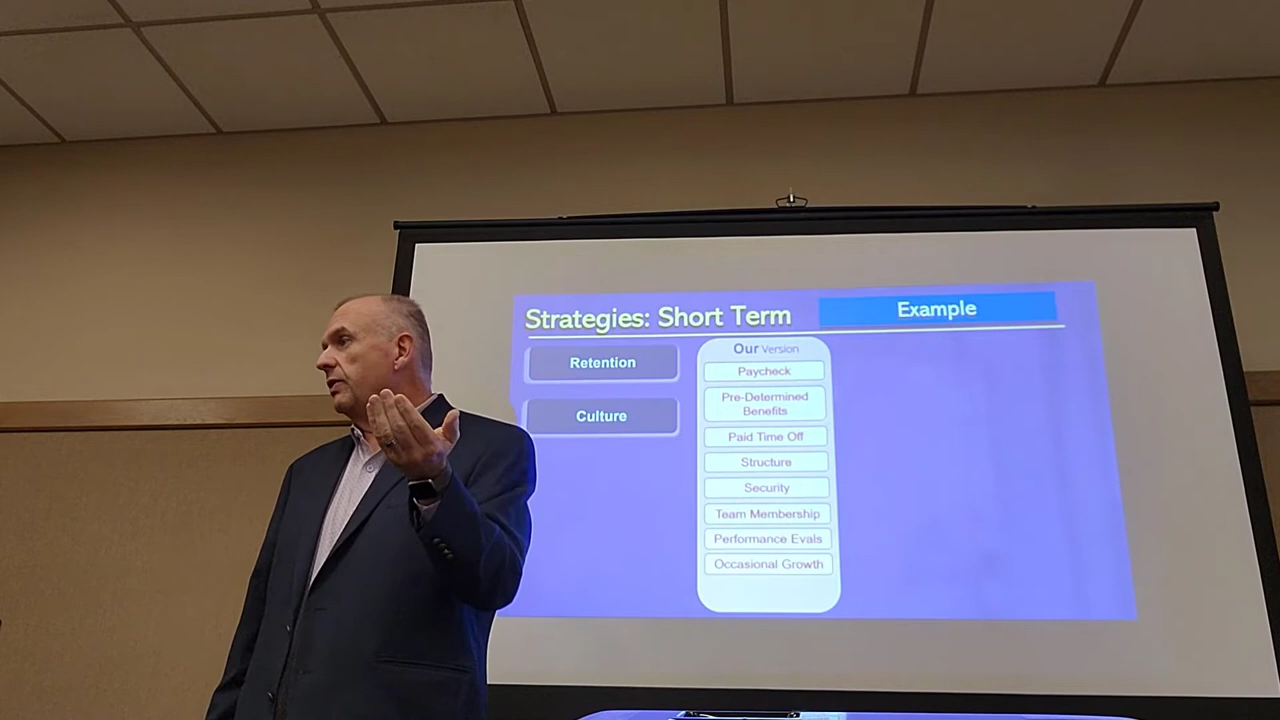 Strategies: Short Term
Example
Retention
Culture
Our Version
Paycheck
Pre-Determined
Benefits
Paid Time Off
Structure
Security
Team Membership
Performance Evals
Occasional Growth